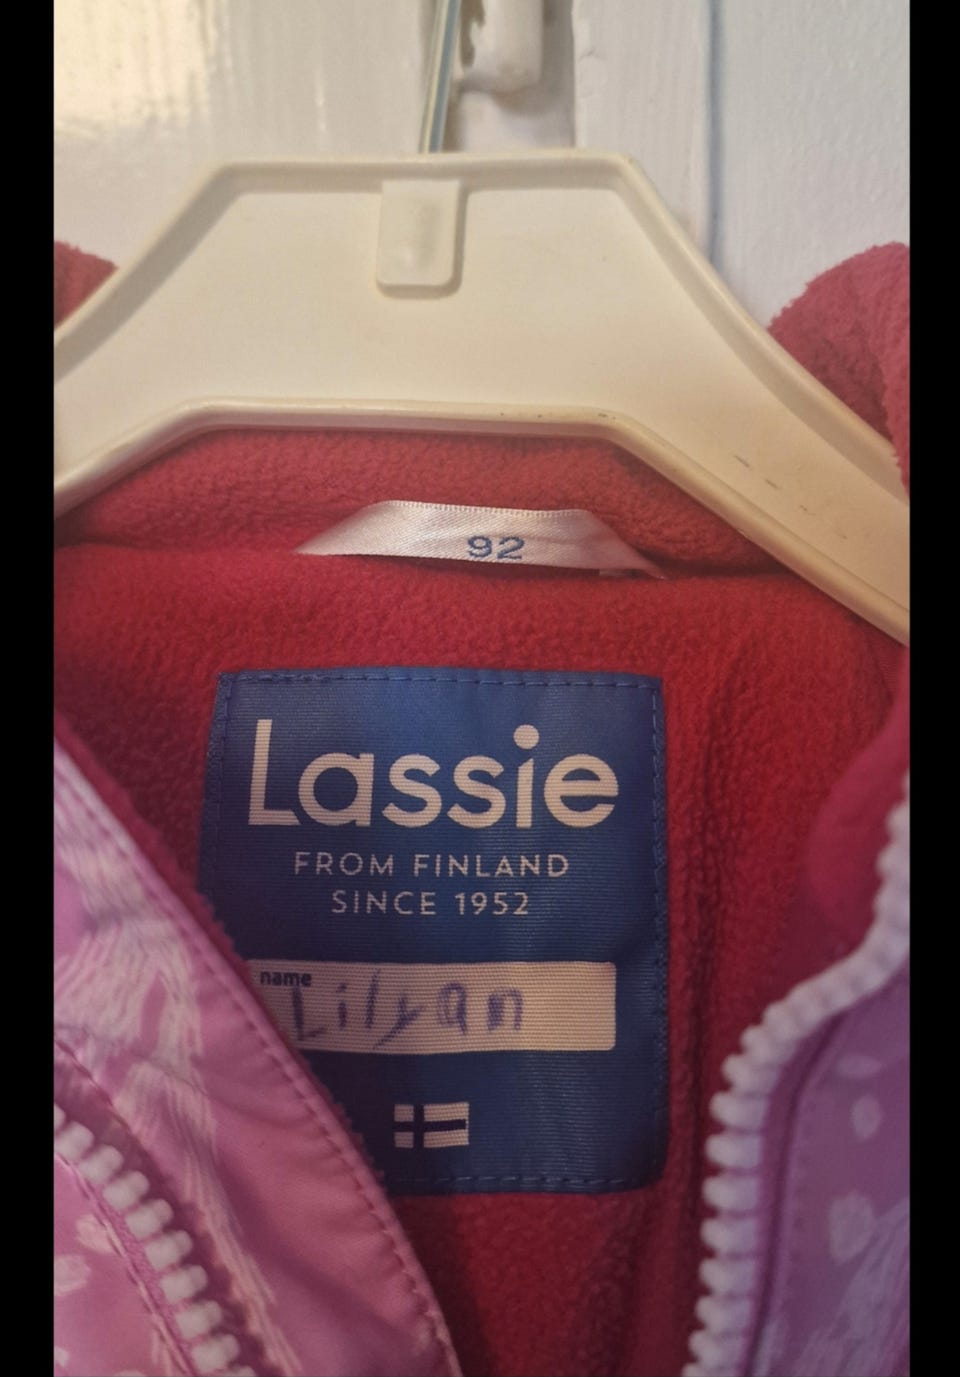 92
Lassie
FROM FINLAND
SINCE 1952
name
Lilyan